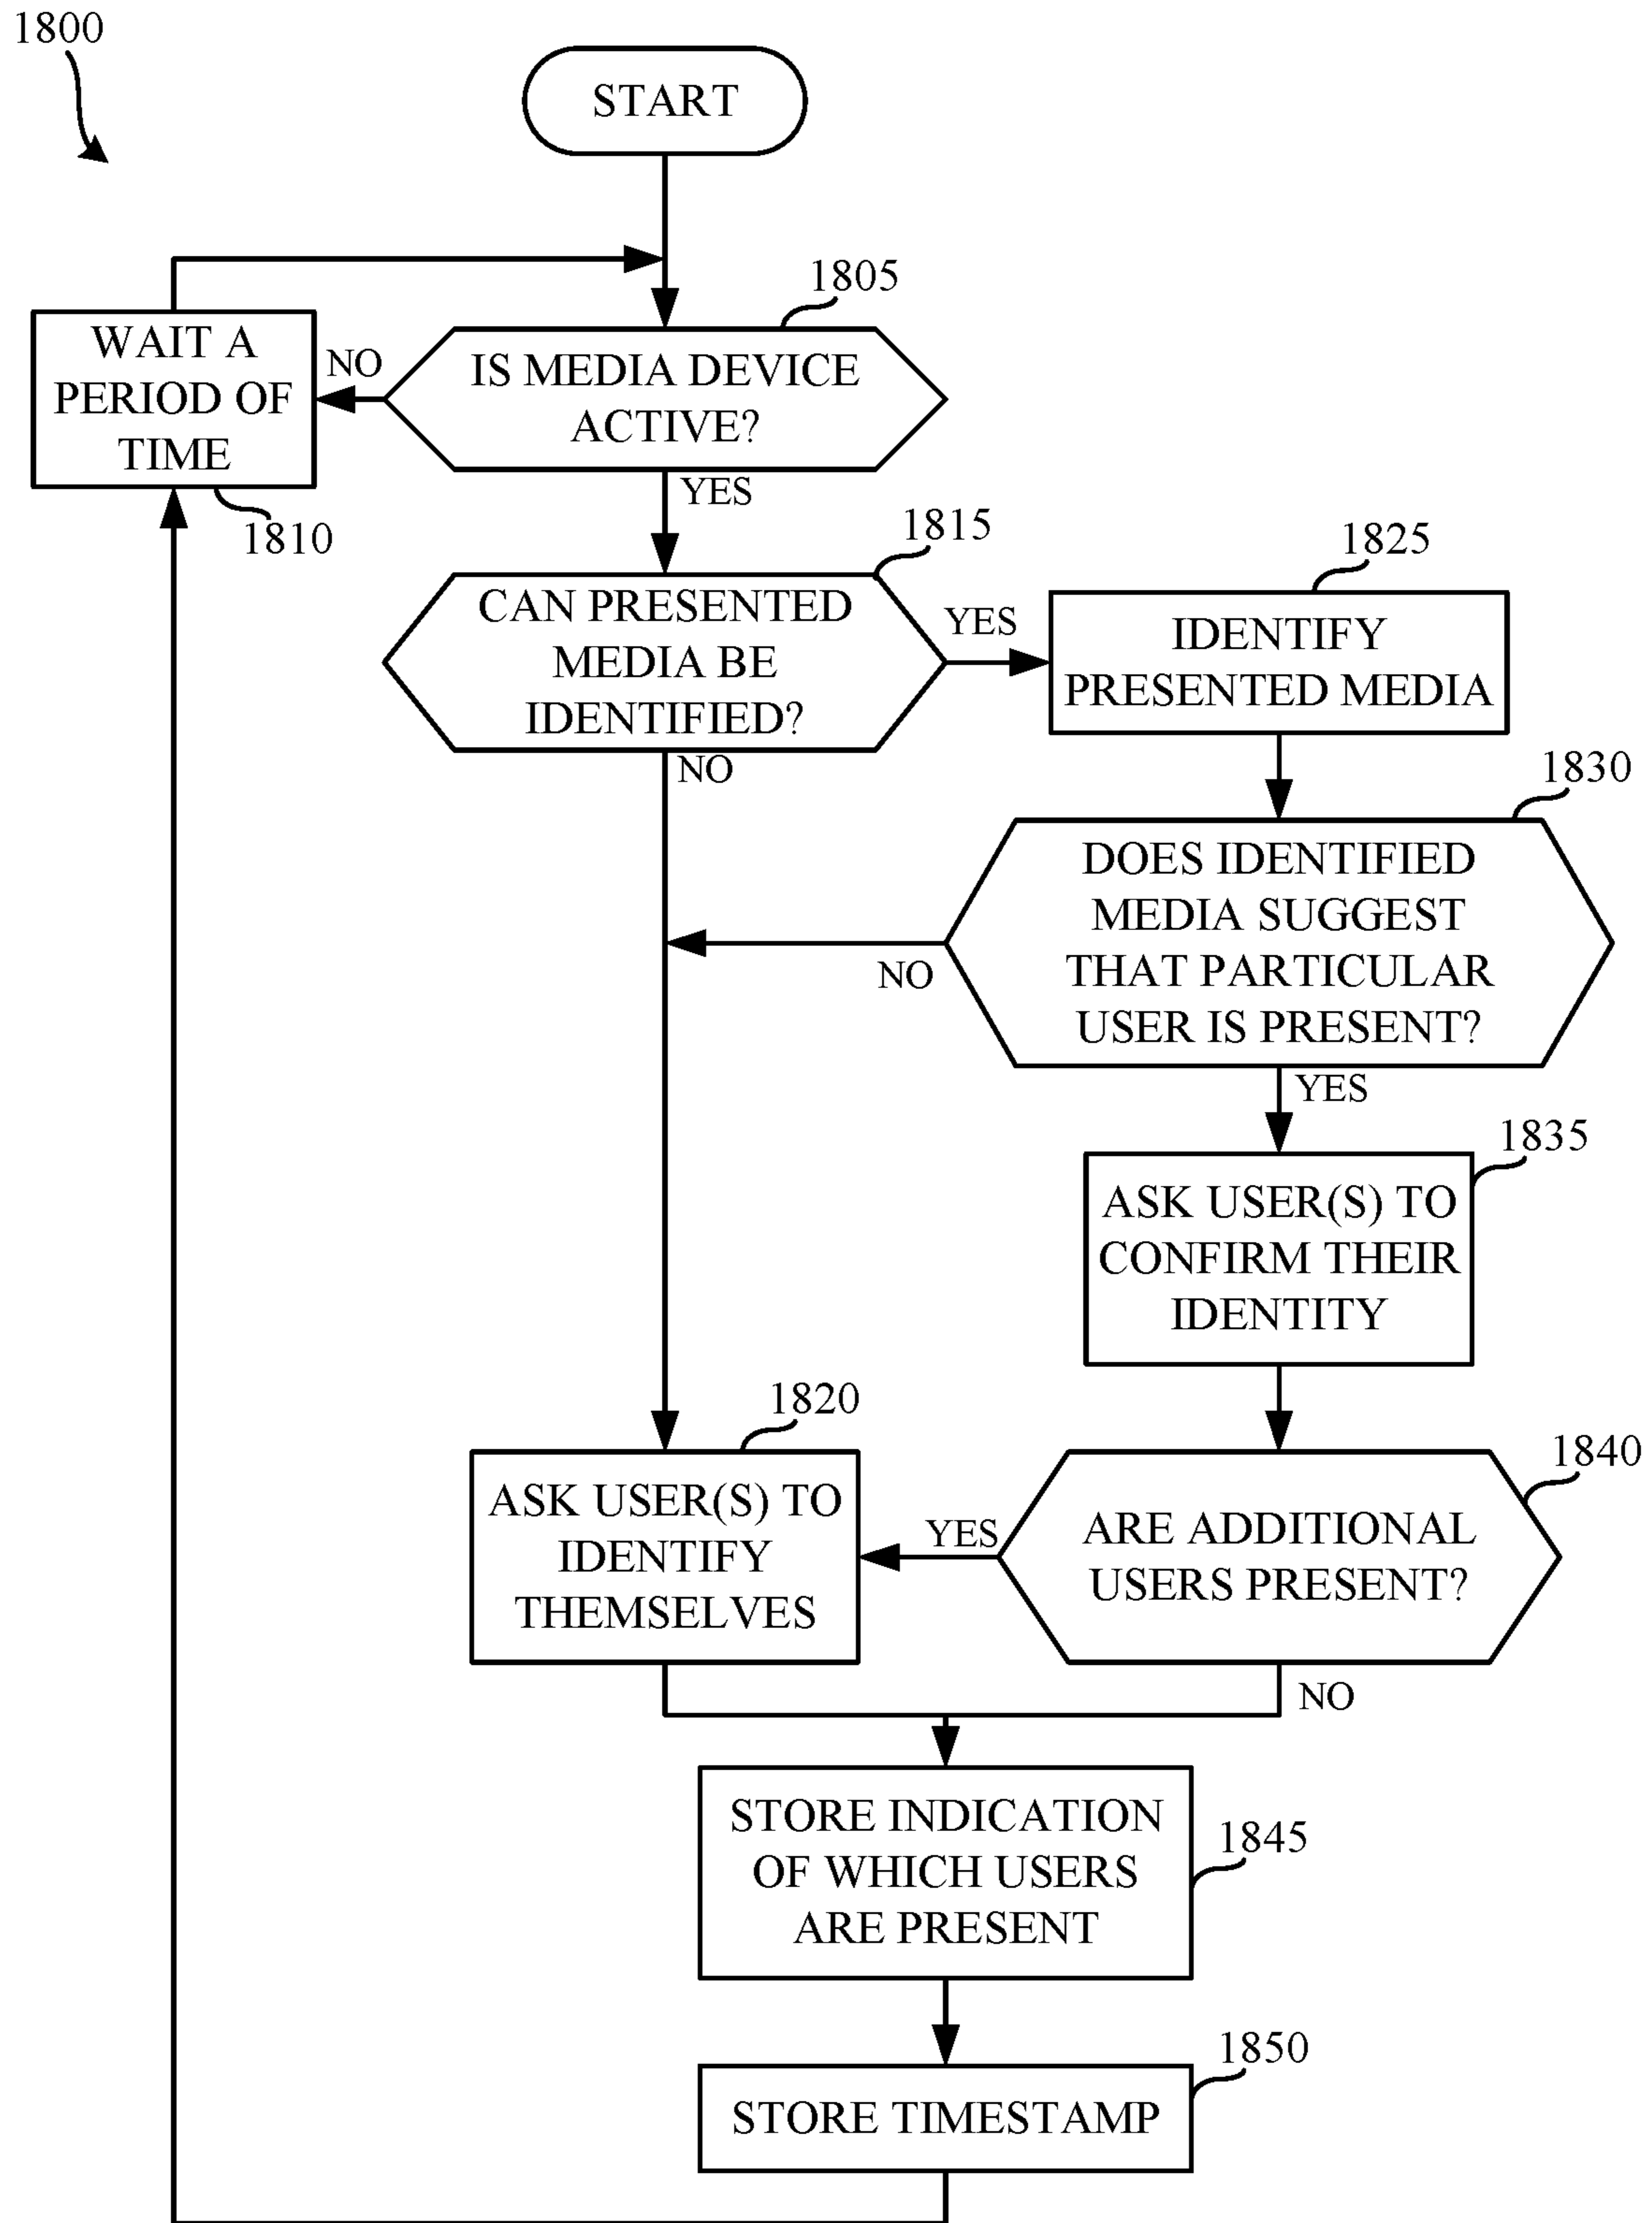 1800
START
1805
WAIT A
PERIOD OF
TIME
NO
IS MEDIA DEVICE
ACTIVE?
1810
YES
1815
CAN PRESENTED
MEDIA BE
IDENTIFIED?
YES
1825
IDENTIFY
PRESENTED MEDIA
NO
1830
DOES IDENTIFIED
MEDIA SUGGEST
THAT PARTICULAR
USER IS PRESENT?
NO
YES
1835
ASK USER(S) TO
CONFIRM THEIR
IDENTITY
1820
ASK USER(S) TO
IDENTIFY
THEMSELVES
YES
1840
ARE ADDITIONAL
USERS PRESENT?
NO
STORE INDICATION
OF WHICH USERS
ARE PRESENT
1845
1850
STORE TIMESTAMP